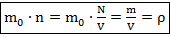 m₀ · n = m₀ · N/V = m/V = ρ